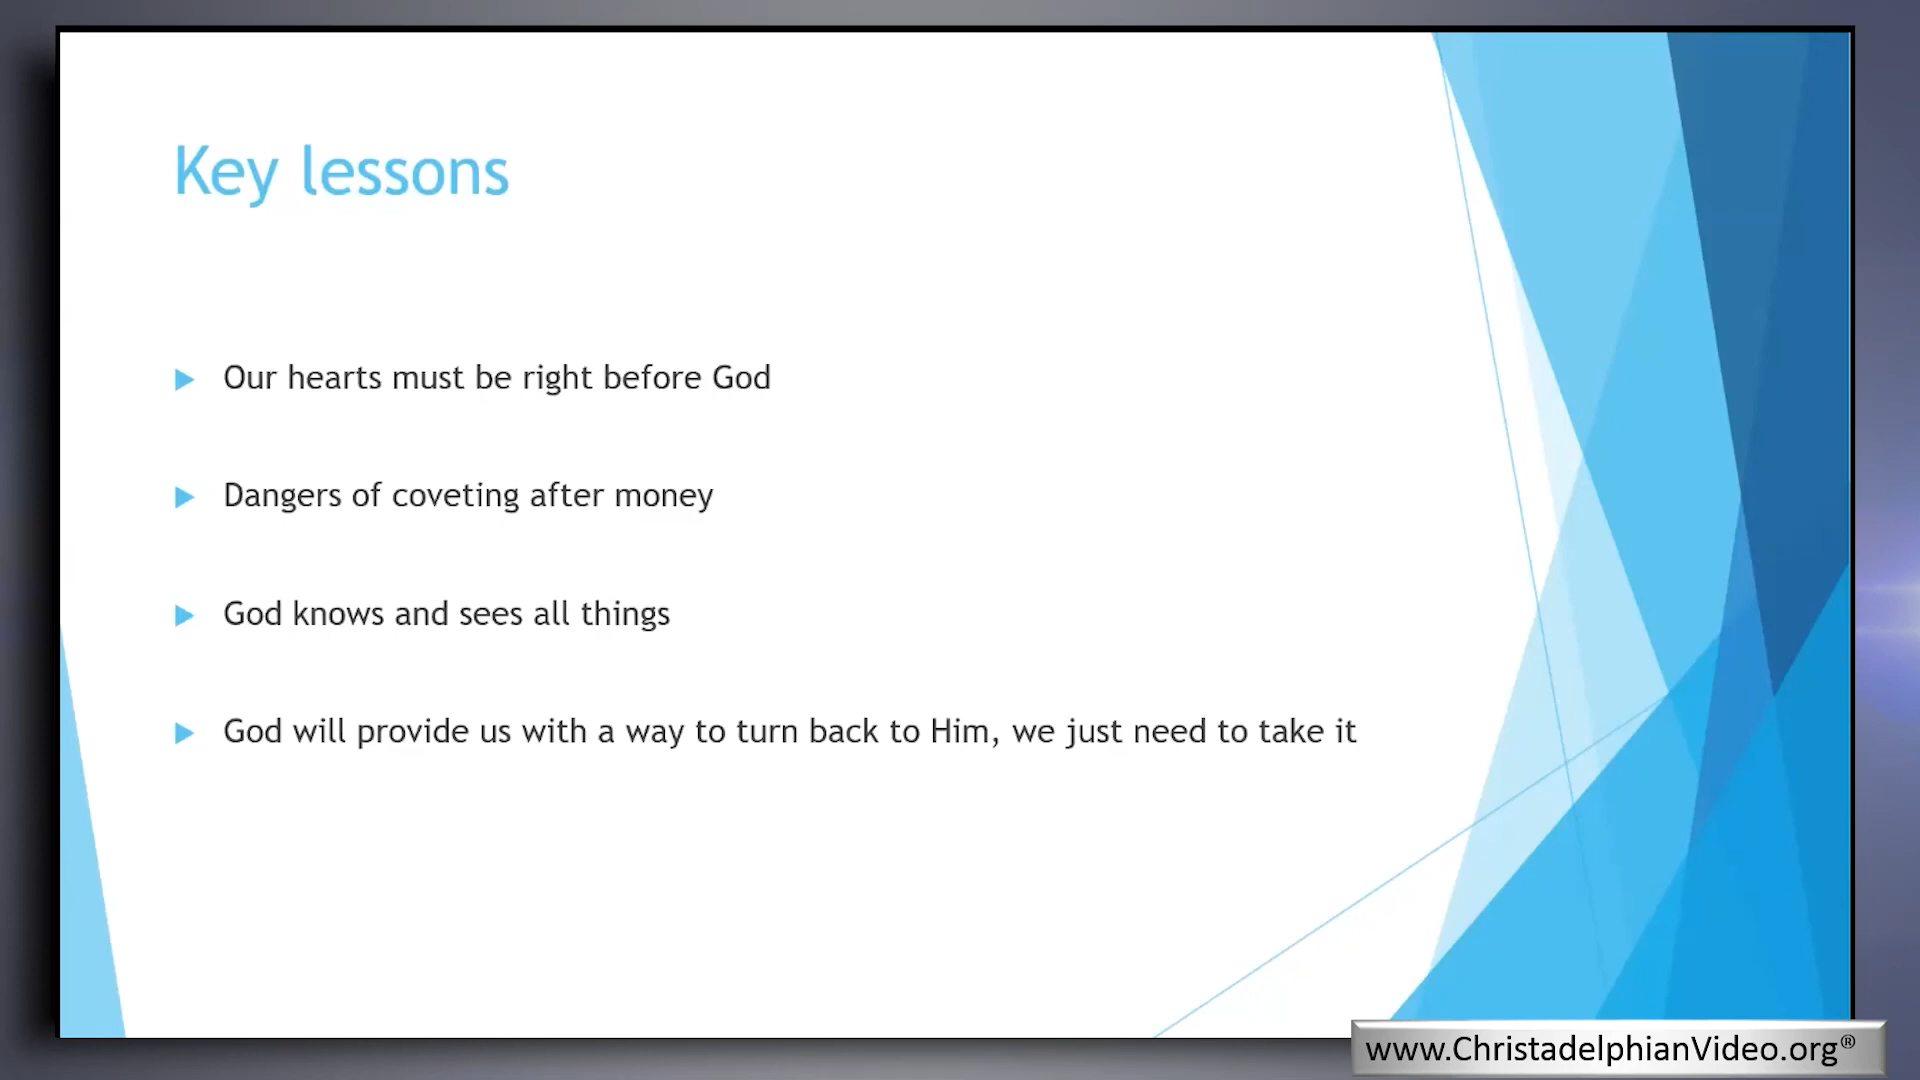 Key lessons
Our hearts must be right before God
Dangers of coveting after money
God knows and sees all things
God will provide us with a way to turn back to Him, we just need to take it
www.ChristadelphianVideo.org®